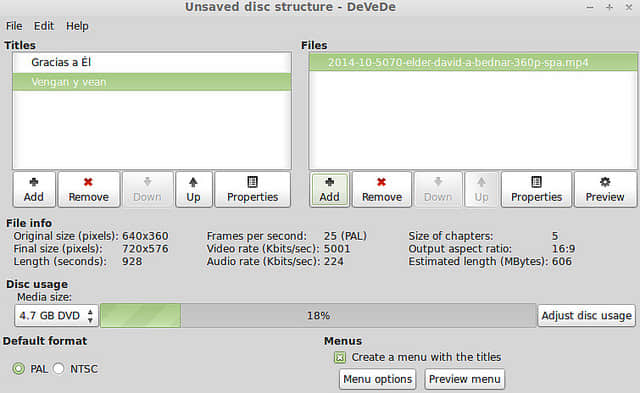 Unsaved disc structure - DeVeDe
File Edit Help
Titles
Gracias a Él
Vengan y vean
Add Remove Down Up Properties
Files
2014-10-5070-elder-david-a-bednar-360p-spa.mp4
Add Remove Down Up Properties Preview
File info
Original size (pixels): 640x360 Frames per second: 25 (PAL) Size of chapters: 5
Final size (pixels): 720x576 Video rate (Kbits/sec): 5001 Output aspect ratio: 16:9
Length (seconds): 928 Audio rate (Kbits/sec): 224 Estimated length (MBytes): 606
Disc usage
Media size:
4.7 GB DVD 18% Adjust disc usage
Default format
PAL NTSC
Menus
Create a menu with the titles
Menu options Preview menu